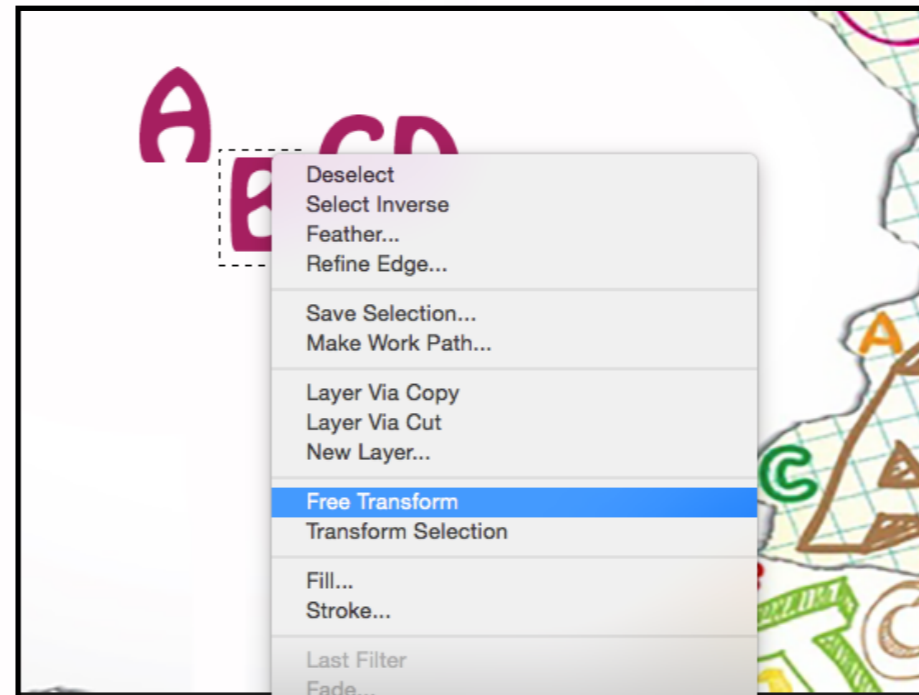 A
B C D
Deselect
Select Inverse
Feather...
Refine Edge...
Save Selection...
Make Work Path...
Layer Via Copy
Layer Via Cut
New Layer...
Free Transform
Transform Selection
Fill...
Stroke...
Last Filter
Fade...
A
C